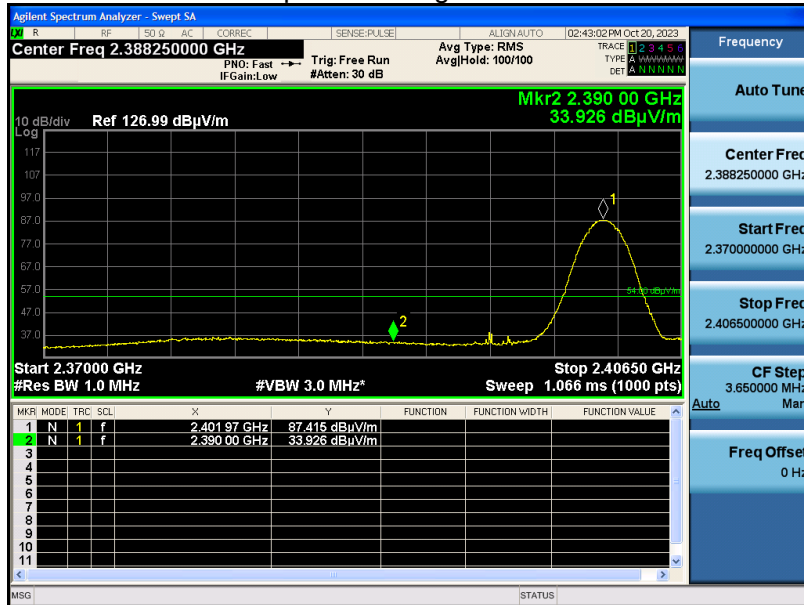 Agilent Spectrum Analyzer - Swept SA
LXI R RF 50 Ω AC CORREC SENSE:PULSE ALIGN AUTO 02:43:02 PM Oct 20, 2023
Center Freq 2.388250000 GHz
PNO: Fast
IFGain:Low
Trig: Free Run
#Atten: 30 dB
Avg Type: RMS
Avg|Hold: 100/100
TRACE 1 2 3 4 5 6
TYPE A WWWWW
DET A N N N N N
Mkr2 2.390 00 GHz
33.926 dBµV/m
10 dB/div Ref 126.99 dBµV/m
Log
117
107
97.0
87.0
77.0
67.0
57.0
47.0
37.0
1
2
54.00 dBµV/m
Start 2.37000 GHz Stop 2.40650 GHz
#Res BW 1.0 MHz #VBW 3.0 MHz* Sweep 1.066 ms (1000 pts)
MKR MODE TRC SCL X Y FUNCTION FUNCTION WIDTH FUNCTION VALUE
1 N 1 f 2.401 97 GHz 87.415 dBµV/m
2 N 1 f 2.390 00 GHz 33.926 dBµV/m
3
4
5
6
7
8
9
10
11
MSG STATUS
Frequency
Auto Tune
Center Freq
2.388250000 GHz
Start Freq
2.370000000 GHz
Stop Freq
2.406500000 GHz
CF Step
3.650000 MHz
Auto Man
Freq Offset
0 Hz